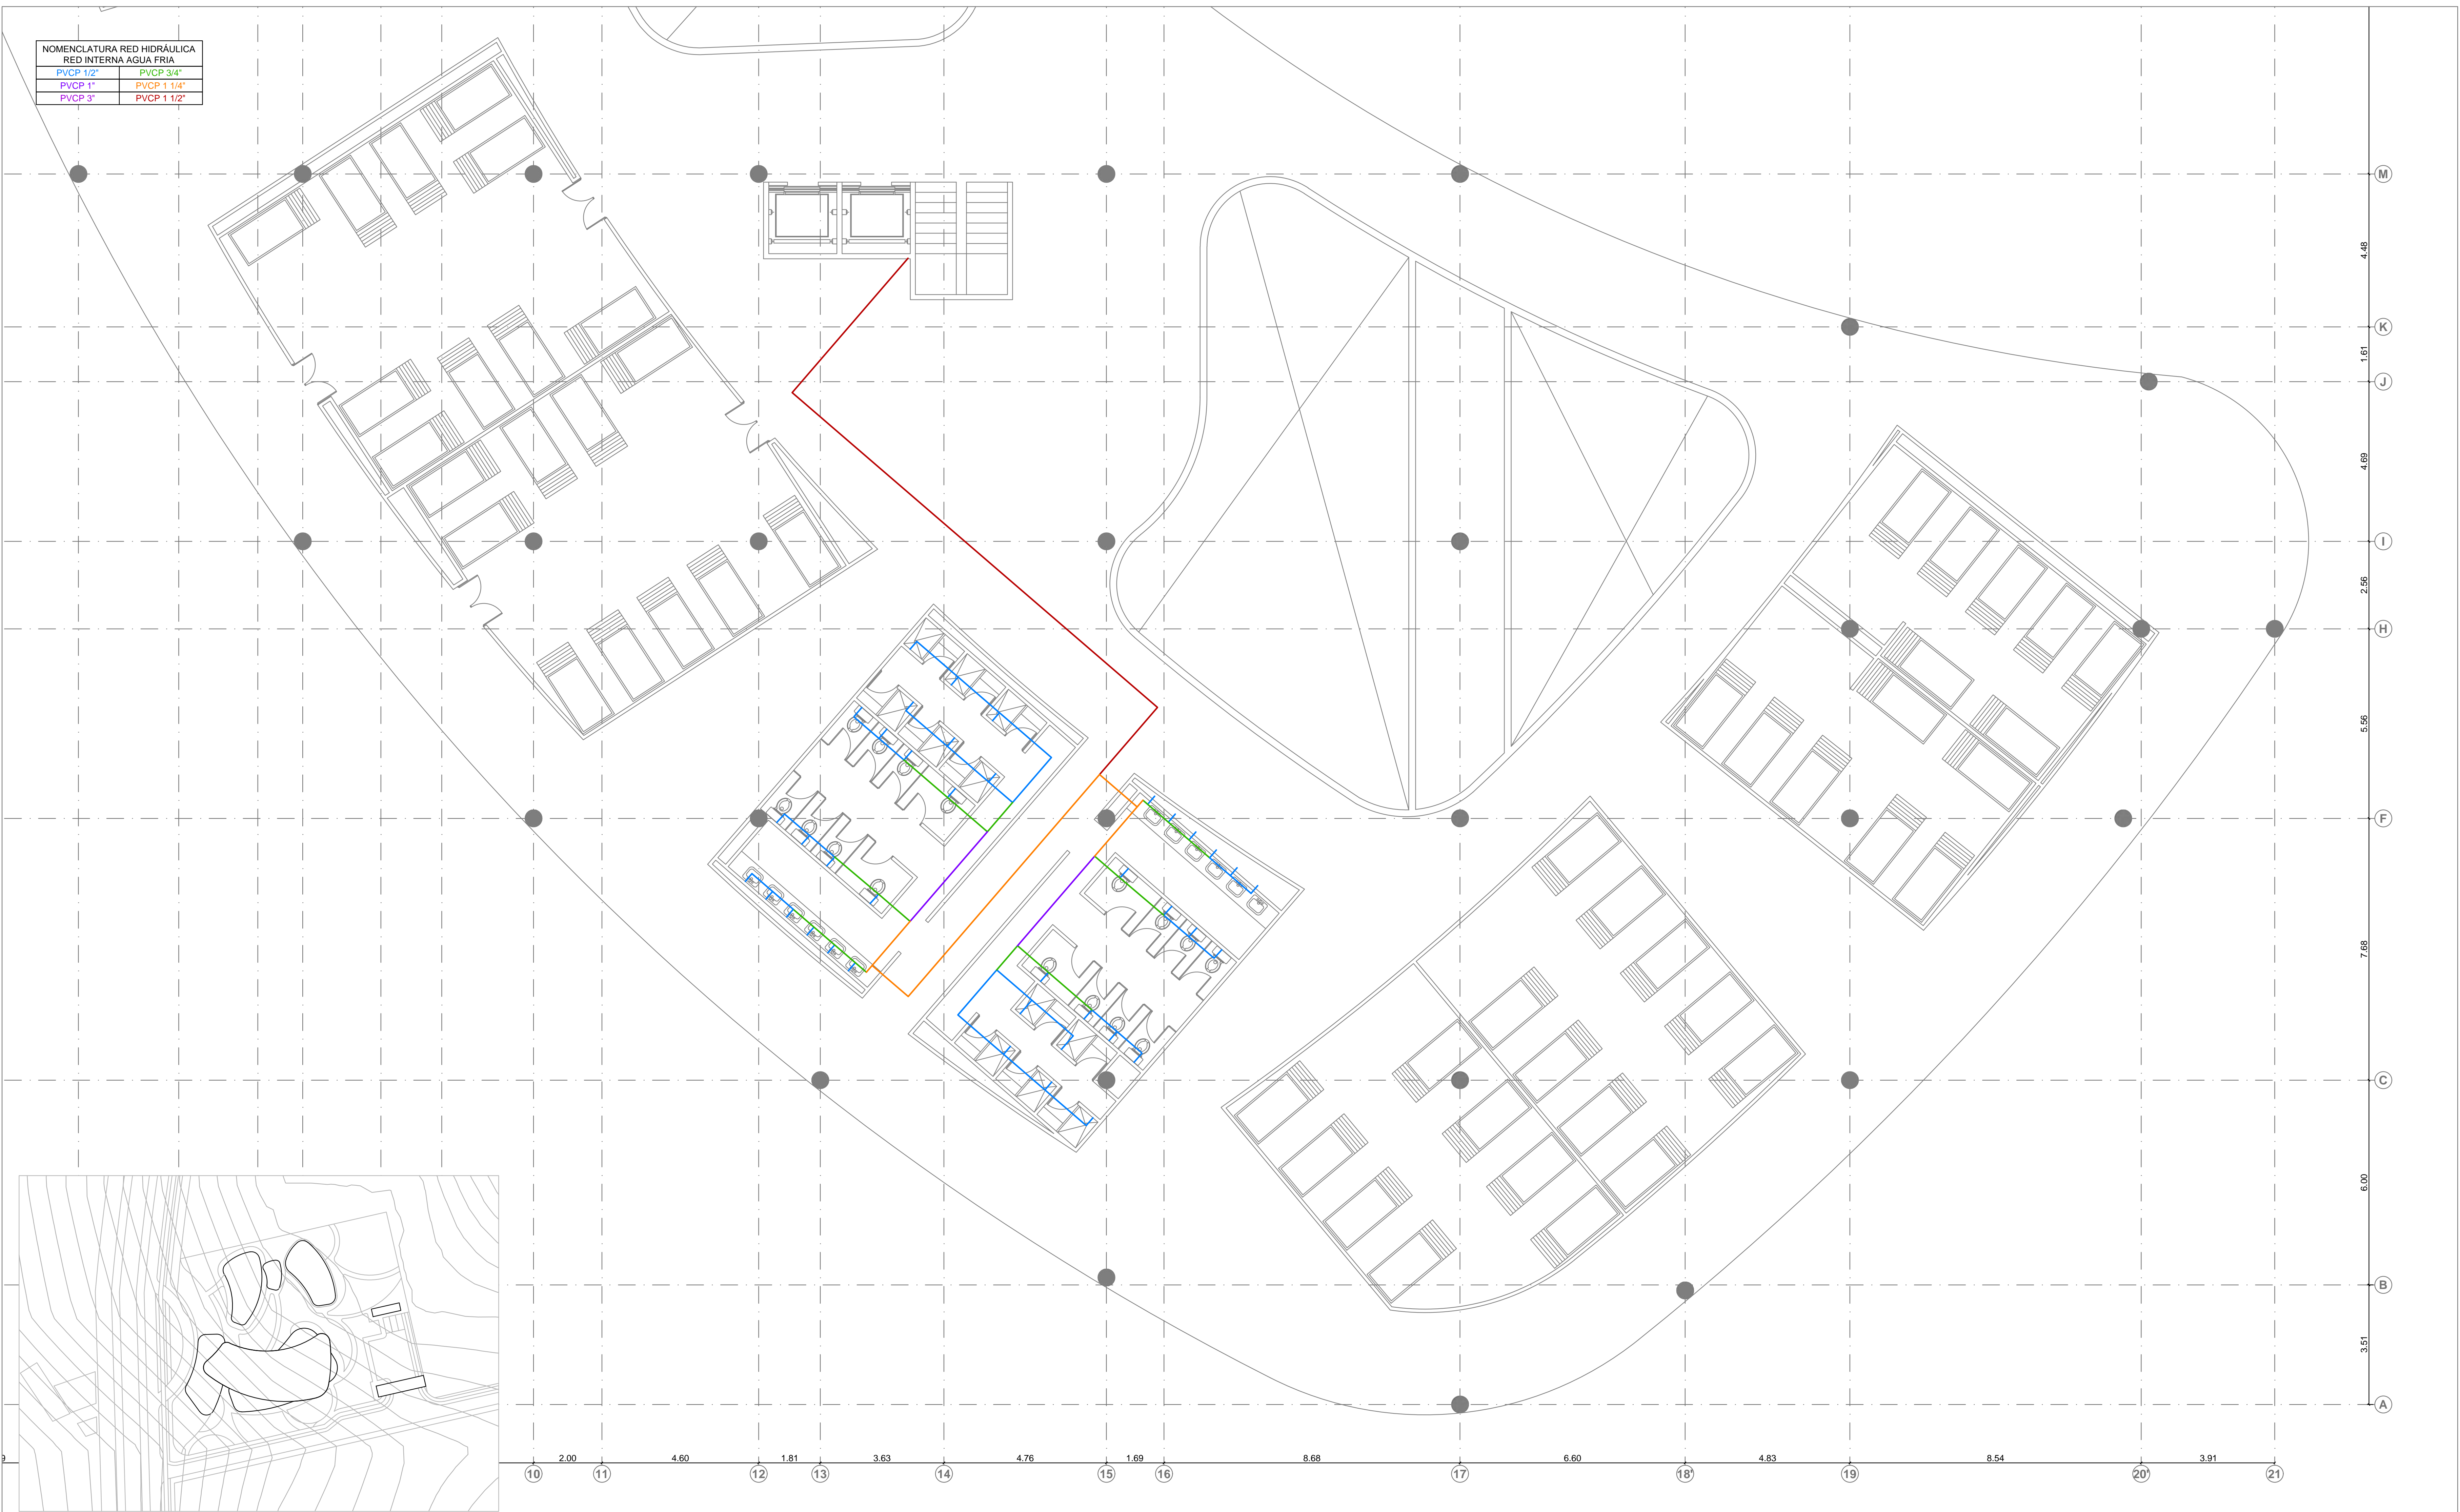 NOMENCLATURA RED HIDRÁULICA
RED INTERNA AGUA FRIA
PVCP 1/2" PVCP 3/4"
PVCP 1" PVCP 1 1/4"
PVCP 3" PVCP 1 1/2"
M
4.48
K
1.61
J
4.69
I
2.56
H
5.56
F
7.68
C
6.00
B
3.51
A
9 2.00 4.60 1.81 3.63 4.76 1.69 8.68 6.60 4.83 8.54 3.91
10 11 12 13 14 15 16 17 18' 19 20' 21